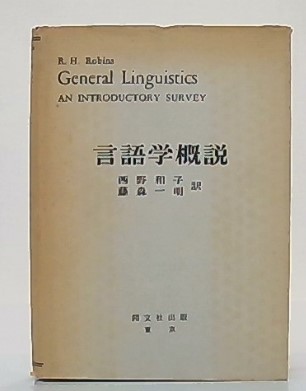 R. H. Robins
General Linguistics
AN INTRODUCTORY SURVEY
言語学概説
西野和子
藤森一明 訳
開文社出版
東京